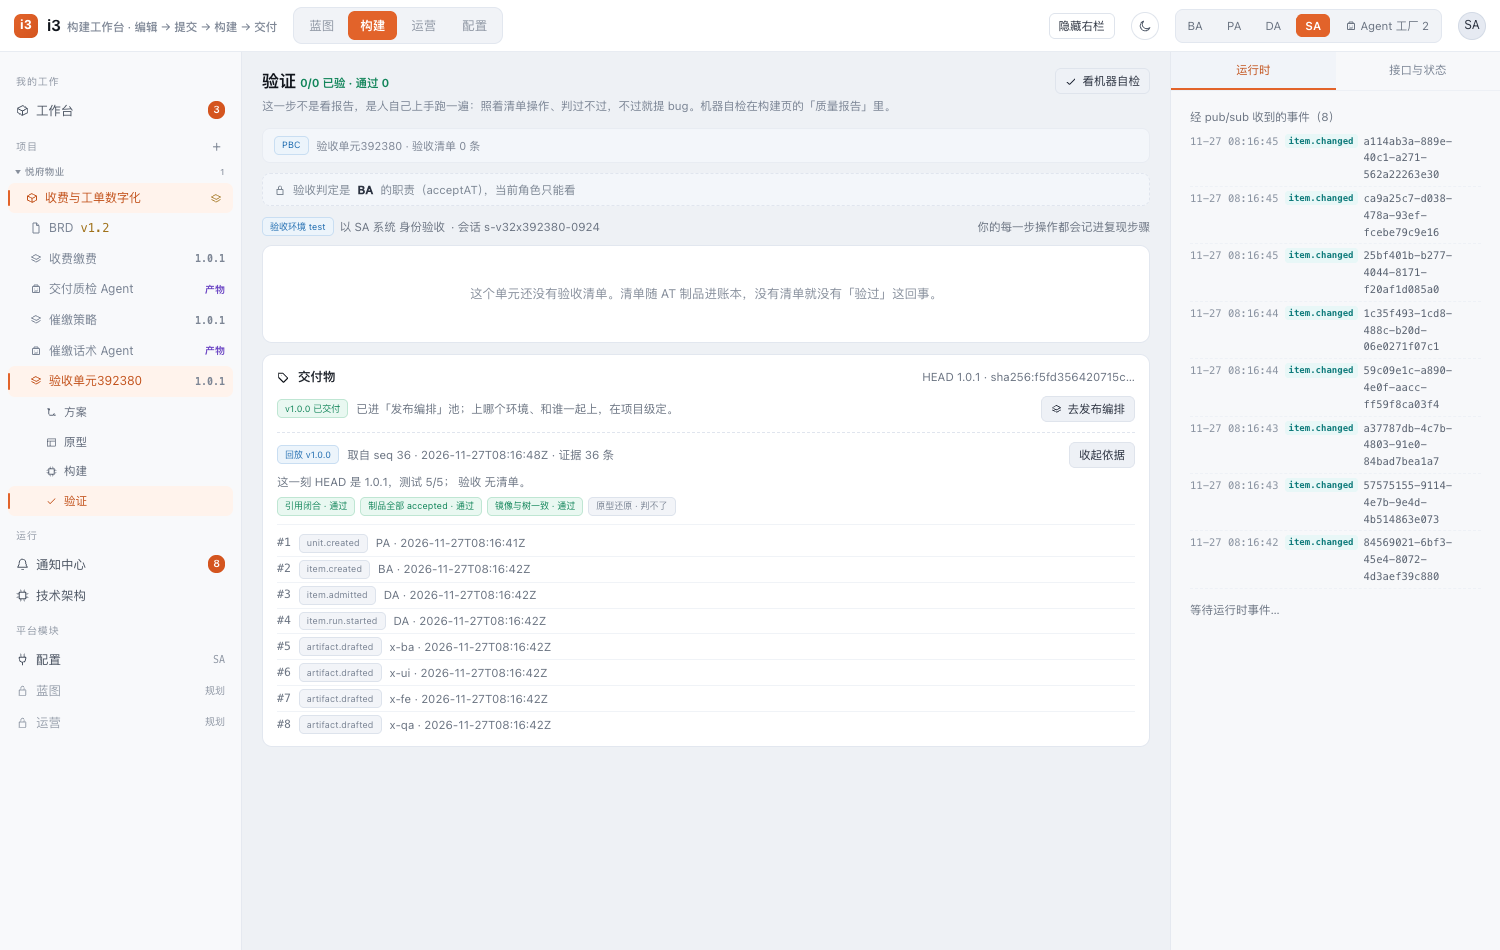 i3
i3 构建工作台 · 编辑 → 提交 → 构建 → 交付
蓝图
构建
运营
配置
隐藏右栏
BA
PA
DA
SA
Agent 工厂 2
SA
我的工作
工作台
3
项目
+
悦府物业
1
收费与工单数字化
BRD v1.2
收费缴费
1.0.1
交付质检 Agent
产物
催缴策略
1.0.1
催缴话术 Agent
产物
验收单元392380
1.0.1
方案
原型
构建
验证
运行
通知中心
8
技术架构
平台模块
配置
SA
蓝图
规划
运营
规划
验证 0/0 已验 · 通过 0
看机器自检
这一步不是看报告，是人自己上手跑一遍：照着清单操作、判过不过，不过就提 bug。机器自检在构建页的「质量报告」里。
PBC
验收单元392380 · 验收清单 0 条
验收判定是 BA 的职责（acceptAT），当前角色只能看
验收环境 test
以 SA 系统 身份验收 · 会话 s-v32x392380-0924
你的每一步操作都会记进复现步骤
这个单元还没有验收清单。清单随 AT 制品进账本，没有清单就没有「验过」这回事。
交付物
HEAD 1.0.1 · sha256:f5fd356420715c…
v1.0.0 已交付
已进「发布编排」池；上哪个环境、和谁一起上，在项目级定。
去发布编排
回放 v1.0.0
取自 seq 36 · 2026-11-27T08:16:48Z · 证据 36 条
收起依据
这一刻 HEAD 是 1.0.1，测试 5/5； 验收 无清单。
引用闭合 · 通过
制品全部 accepted · 通过
镜像与树一致 · 通过
原型还原 · 判不了
#1 unit.created PA · 2026-11-27T08:16:41Z
#2 item.created BA · 2026-11-27T08:16:42Z
#3 item.admitted DA · 2026-11-27T08:16:42Z
#4 item.run.started DA · 2026-11-27T08:16:42Z
#5 artifact.drafted x-ba · 2026-11-27T08:16:42Z
#6 artifact.drafted x-ui · 2026-11-27T08:16:42Z
#7 artifact.drafted x-fe · 2026-11-27T08:16:42Z
#8 artifact.drafted x-qa · 2026-11-27T08:16:42Z
运行时
接口与状态
经 pub/sub 收到的事件（8）
11-27 08:16:45 item.changed a114ab3a-889e-
40c1-a271-
562a22263e30
11-27 08:16:45 item.changed ca9a25c7-d038-
478a-93ef-
fcebe79c9e16
11-27 08:16:45 item.changed 25bf401b-b277-
4044-8171-
f20af1d085a0
11-27 08:16:44 item.changed 1c35f493-1cd8-
488c-b20d-
06e0271f07c1
11-27 08:16:44 item.changed 59c09e1c-a890-
4e0f-aacc-
ff59f8ca03f4
11-27 08:16:43 item.changed a37787db-4c7b-
4803-91e0-
84bad7bea1a7
11-27 08:16:43 item.changed 57575155-9114-
4e7b-9e4d-
4b514863e073
11-27 08:16:42 item.changed 84569021-6bf3-
45e4-8072-
4d3aef39c880
等待运行时事件…